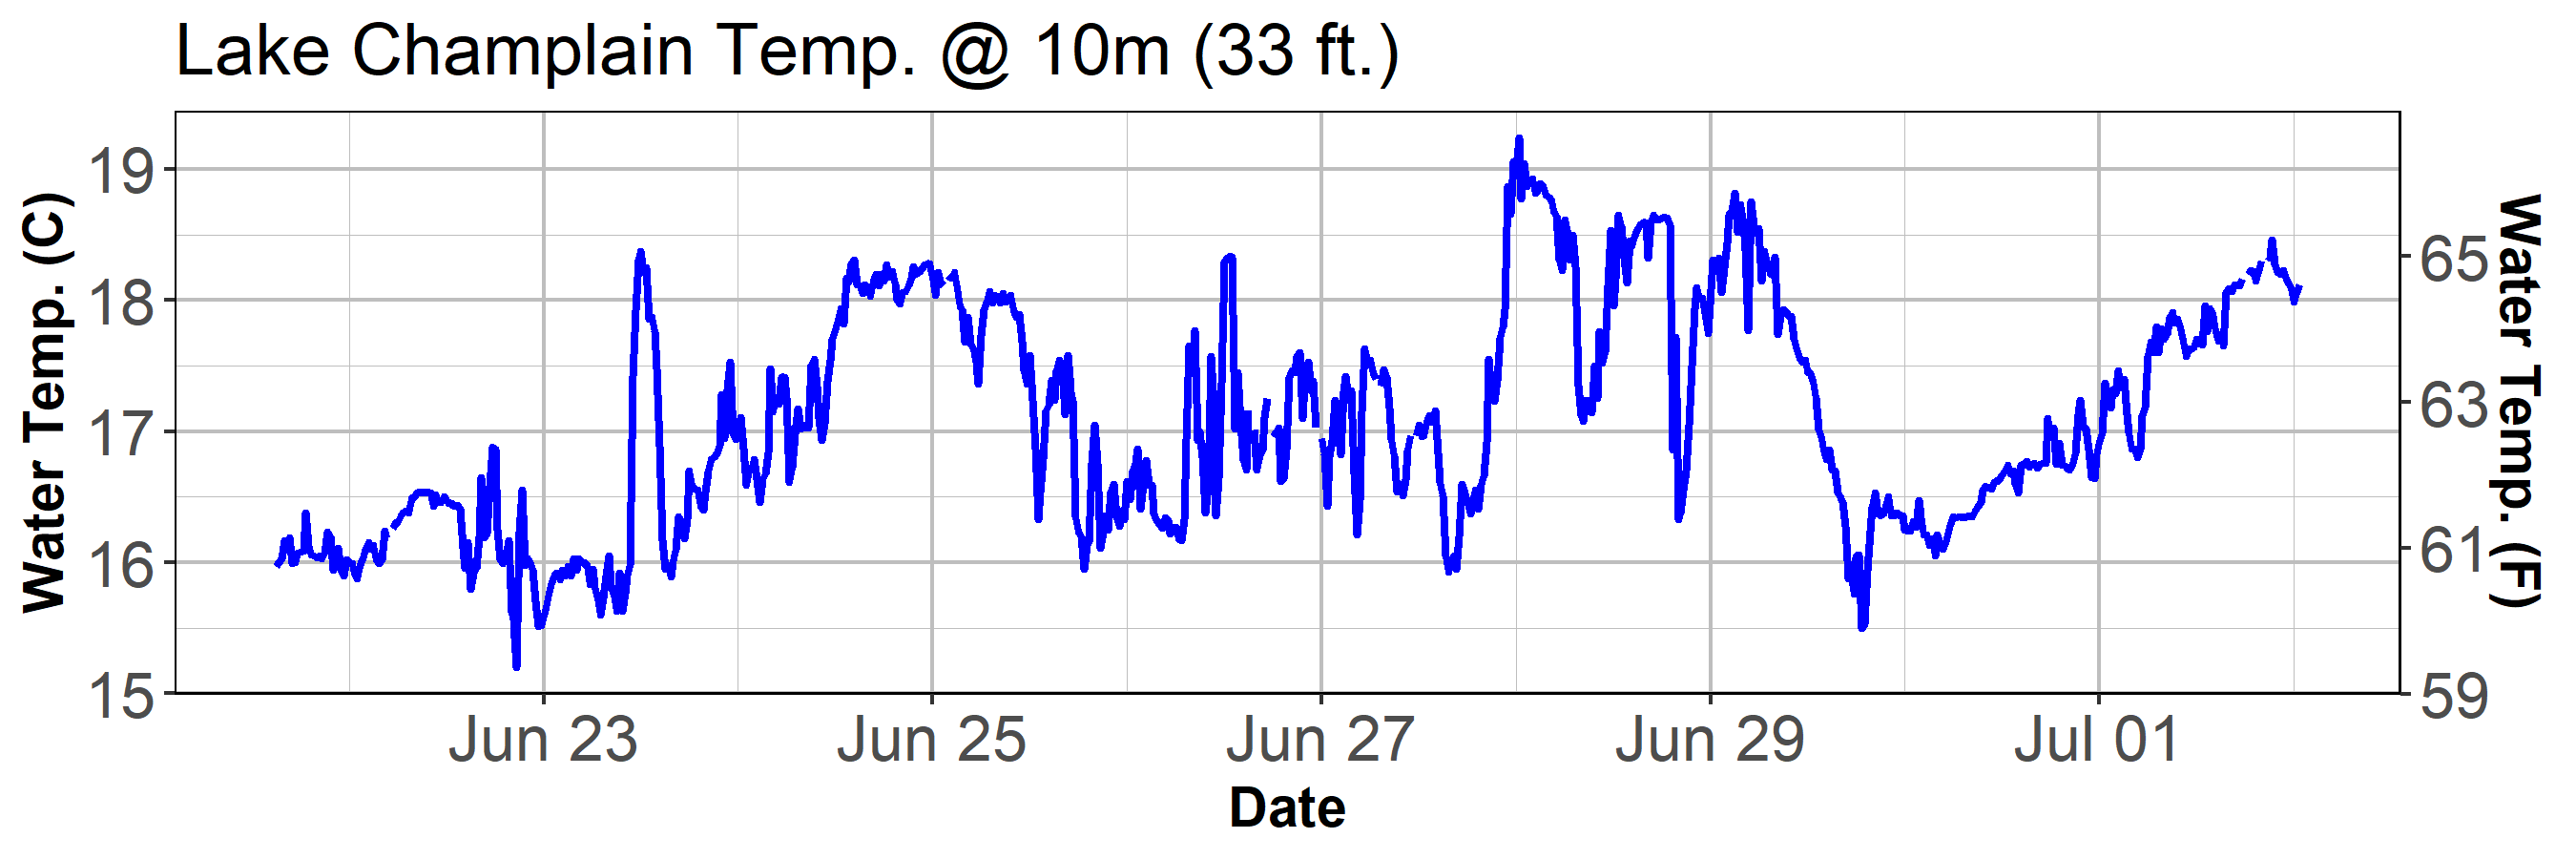 Lake Champlain Temp. @ 10m (33 ft.)
Water Temp. (C)
19
18
17
16
15
65
63
61
59
Water Temp. (F)
Jun 23 Jun 25 Jun 27 Jun 29 Jul 01
Date